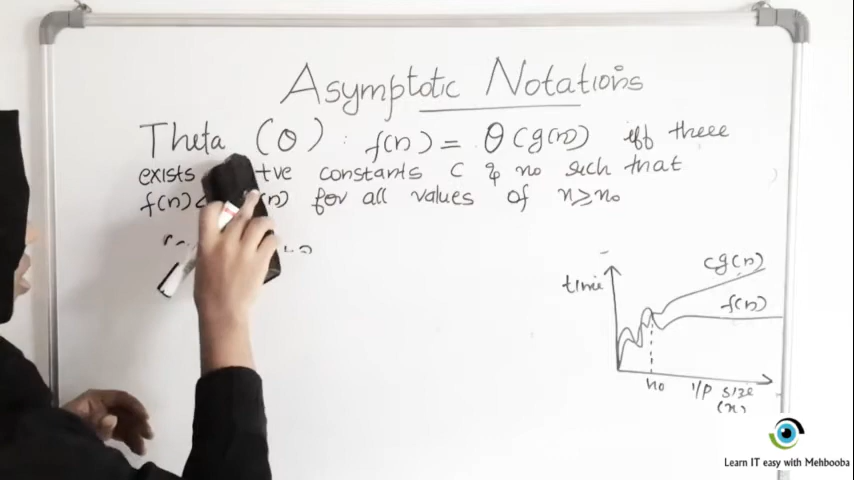 Asymptotic Notations
Theta (θ) : f(n) = θ(g(n)) iff there
exists +ve constants C & no such that
f(n)< (n) for all values of n≥no
time
cg(n)
f(n)
no
I/P size
(n)
Learn IT easy with Mehbooba